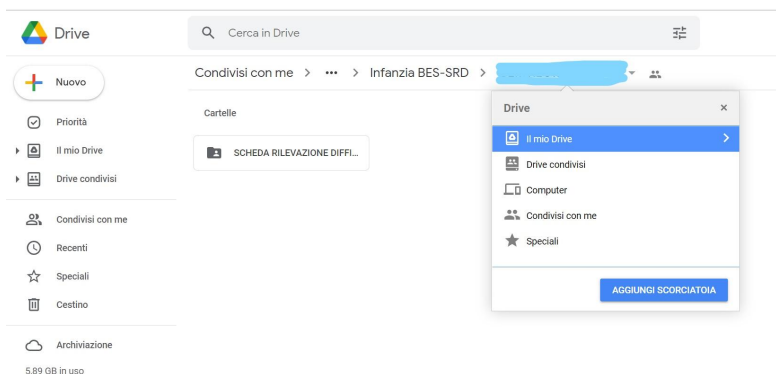 Drive
Cerca in Drive
Nuovo
Priorità
Il mio Drive
Drive condivisi
Condivisi con me
Recenti
Speciali
Cestino
Archiviazione
5,89 GB in uso
Condivisi con me > ••• > Infanzia BES-SRD >
Cartelle
SCHEDA RILEVAZIONE DIFFI...
Drive ×
Il mio Drive
Drive condivisi
Computer
Condivisi con me
Speciali
AGGIUNGI SCORCIATOIA